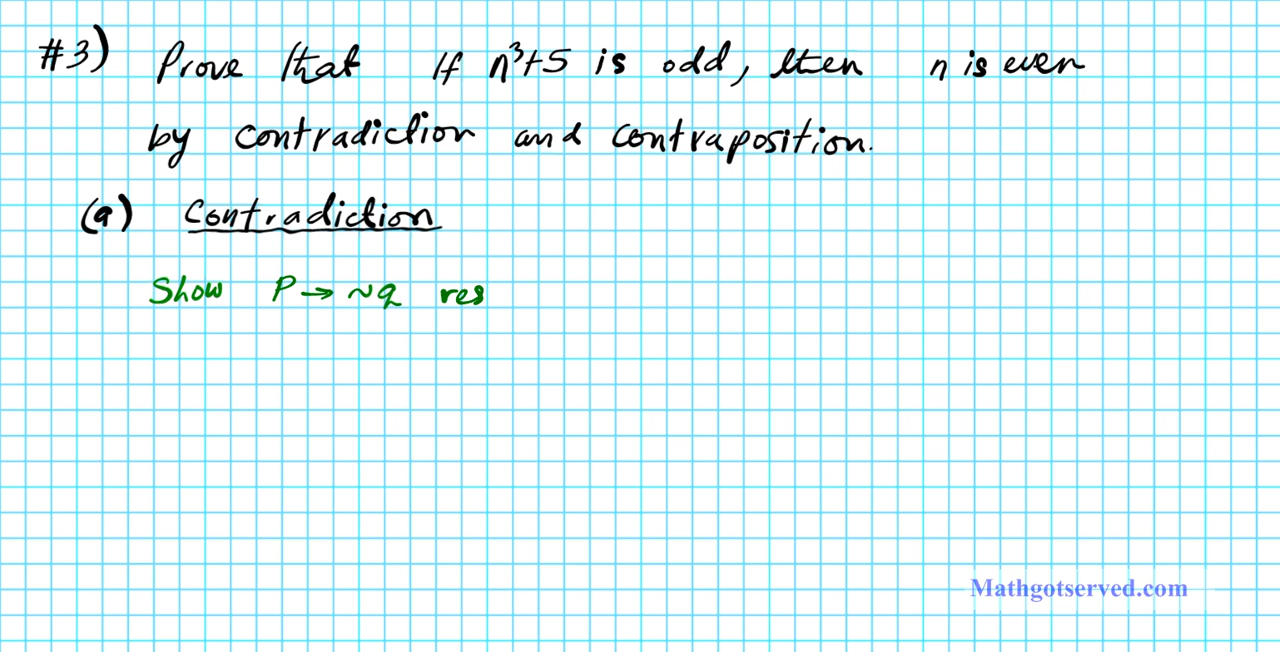 #3) Prove that If n³+5 is odd, then n is even
by contradiction and contraposition.
(a) Contradiction
Show P → ~q res
Mathgotserved.com